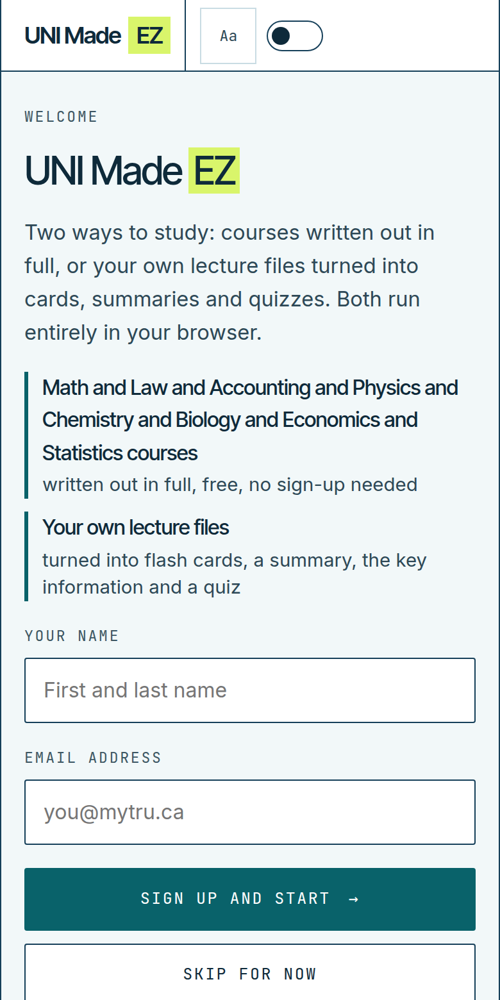 UNI Made EZ Aa
WELCOME
UNI Made EZ
Two ways to study: courses written out in
full, or your own lecture files turned into
cards, summaries and quizzes. Both run
entirely in your browser.
Math and Law and Accounting and Physics and
Chemistry and Biology and Economics and
Statistics courses
written out in full, free, no sign-up needed
Your own lecture files
turned into flash cards, a summary, the key
information and a quiz
YOUR NAME
First and last name
EMAIL ADDRESS
you@mytru.ca
SIGN UP AND START →
SKIP FOR NOW